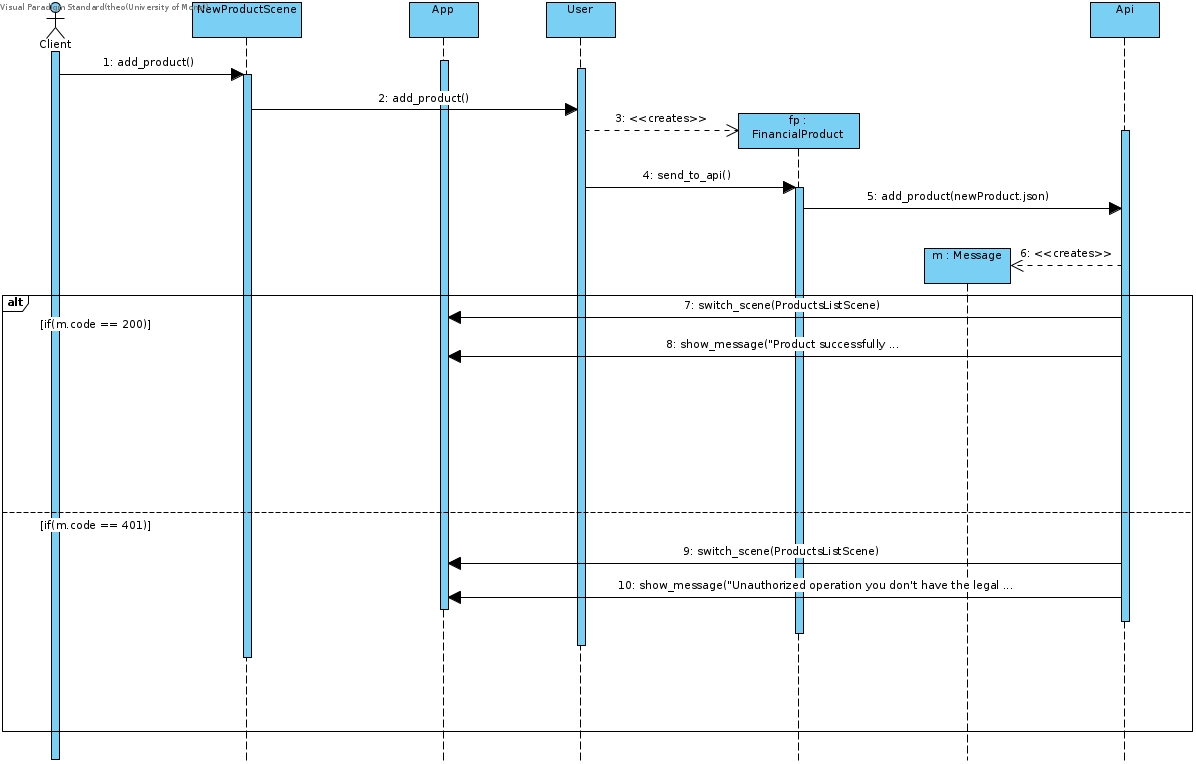 Visual Paradigm Standard(theo(University of Mon
Client
NewProductScene
App
User
Api
1: add_product()
2: add_product()
3: <<creates>>
fp :
FinancialProduct
4: send_to_api()
5: add_product(newProduct.json)
6: <<creates>>
m : Message
alt
7: switch_scene(ProductsListScene)
[if(m.code == 200)]
8: show_message("Product successfully ...
[if(m.code == 401)]
9: switch_scene(ProductsListScene)
10: show_message("Unauthorized operation you don't have the legal ...